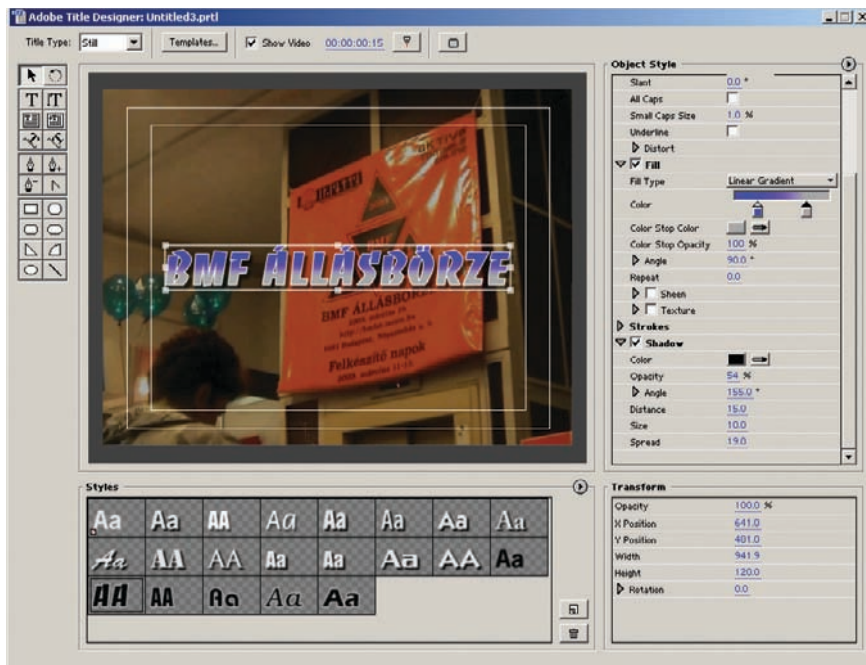 Adobe Title Designer: Untitled3.prtl
Title Type: Still Templates... Show Video 00:00:00:15
Object Style
Slant 0.0 °
All Caps
Small Caps Size 1.0 %
Underline
Distort
Fill
Fill Type Linear Gradient
Color
Color Stop Color
Color Stop Opacity 100 %
Angle 90.0 °
Repeat 0.0
Sheen
Texture
Strokes
Shadow
Color
Opacity 54 %
Angle 155.0 °
Distance 15.0
Size 10.0
Spread 19.0
BMF ÁLLÁSBÖRZE
BMF ÁLLÁSBÖRZE
Felkészítő napok
Styles
Aa Aa AA Aa Aa Aa Aa Aa
Aa AA AA Aa Aa Aa AA Aa
AA AA Aa Aa Aa
Transform
Opacity 100.0 %
X Position 641.0
Y Position 401.0
Width 941.9
Height 120.0
Rotation 0.0